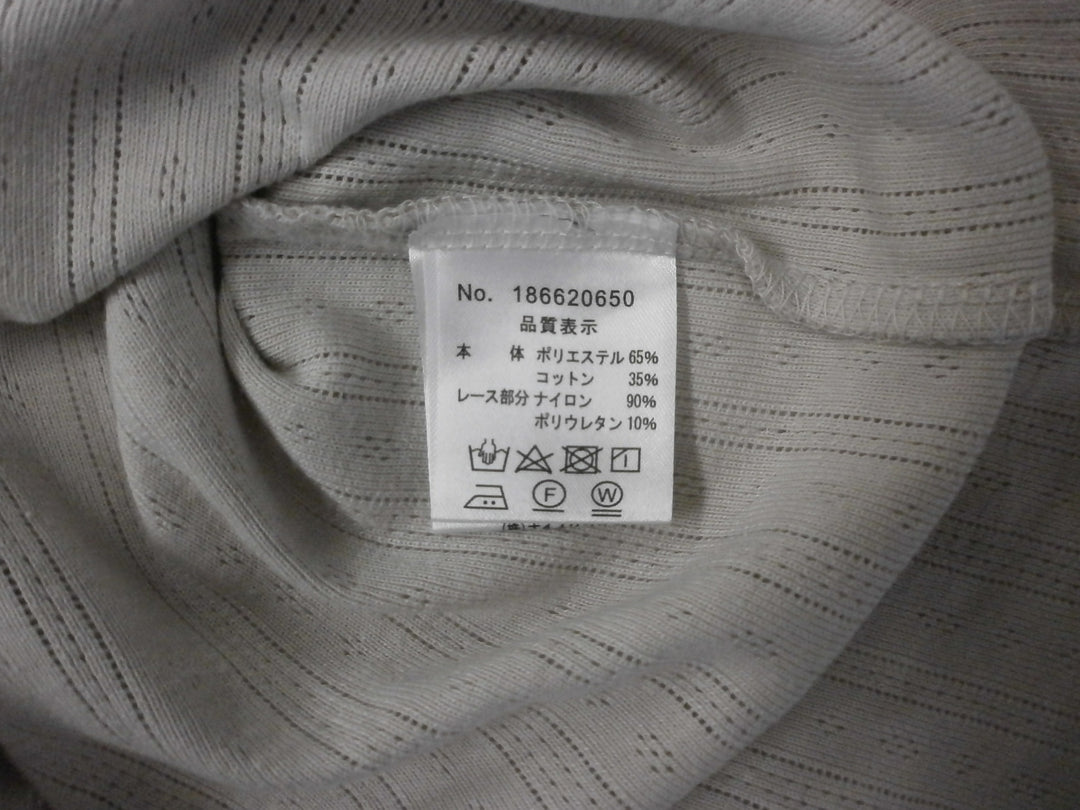 No. 186620650
品質表示
本 体 ポリエステル 65%
コットン 35%
レース部分 ナイロン 90%
ポリウレタン 10%
F W
(株)